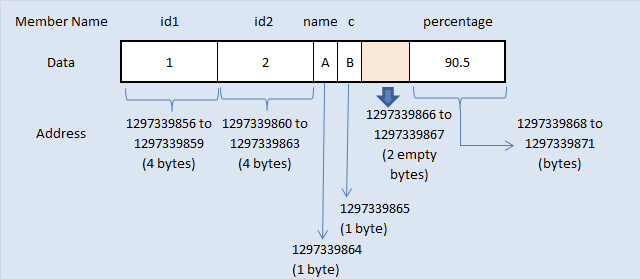 Member Name id1 id2 name c percentage
Data 1 2 A B 90.5
Address
1297339856 to
1297339859
(4 bytes)
1297339860 to
1297339863
(4 bytes)
1297339866 to
1297339867
(2 empty
bytes)
1297339868 to
1297339871
(bytes)
1297339865
(1 byte)
1297339864
(1 byte)